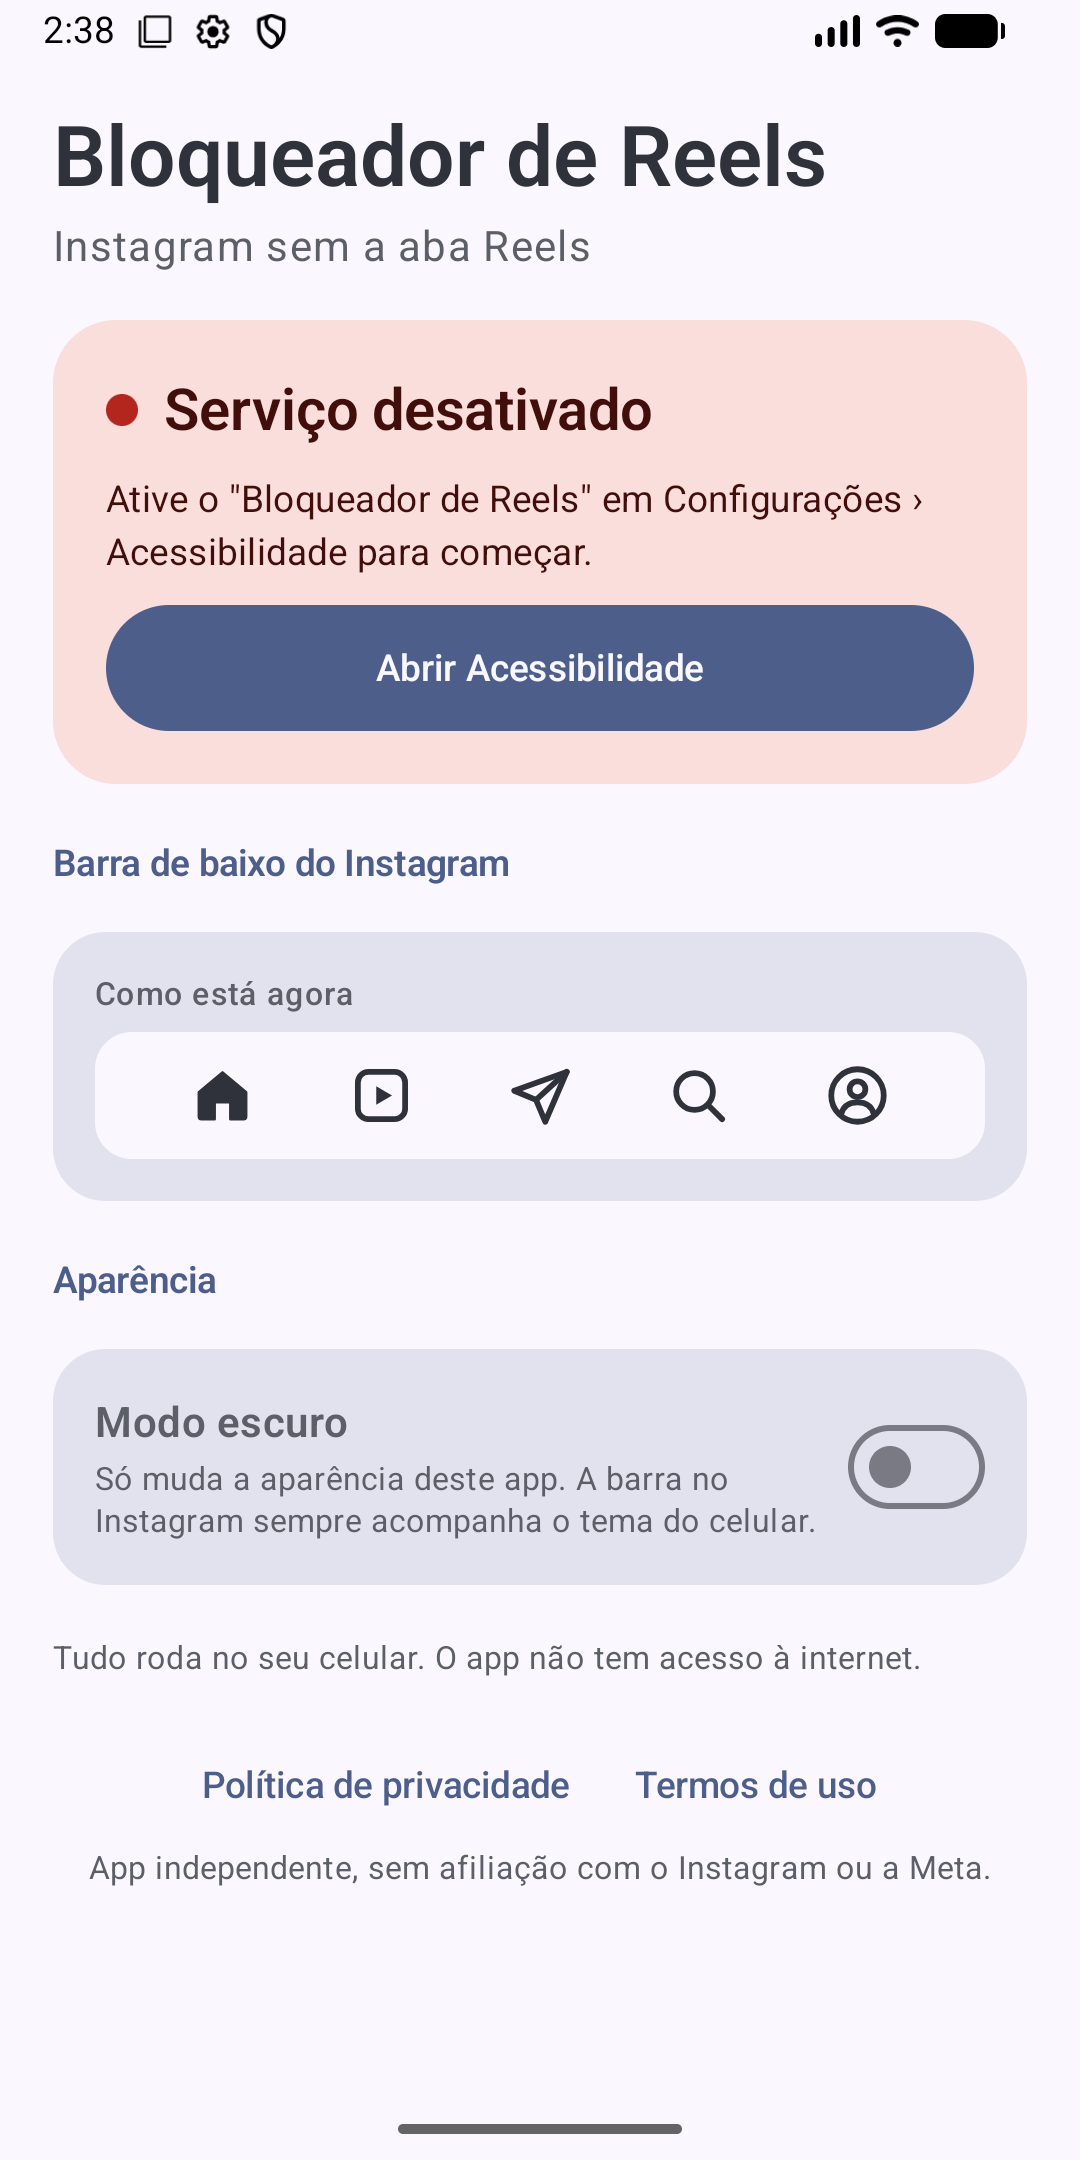 2:38
Bloqueador de Reels
Instagram sem a aba Reels
Serviço desativado
Ative o "Bloqueador de Reels" em Configurações ›
Acessibilidade para começar.
Abrir Acessibilidade
Barra de baixo do Instagram
Como está agora
Aparência
Modo escuro
Só muda a aparência deste app. A barra no
Instagram sempre acompanha o tema do celular.
Tudo roda no seu celular. O app não tem acesso à internet.
Política de privacidade Termos de uso
App independente, sem afiliação com o Instagram ou a Meta.